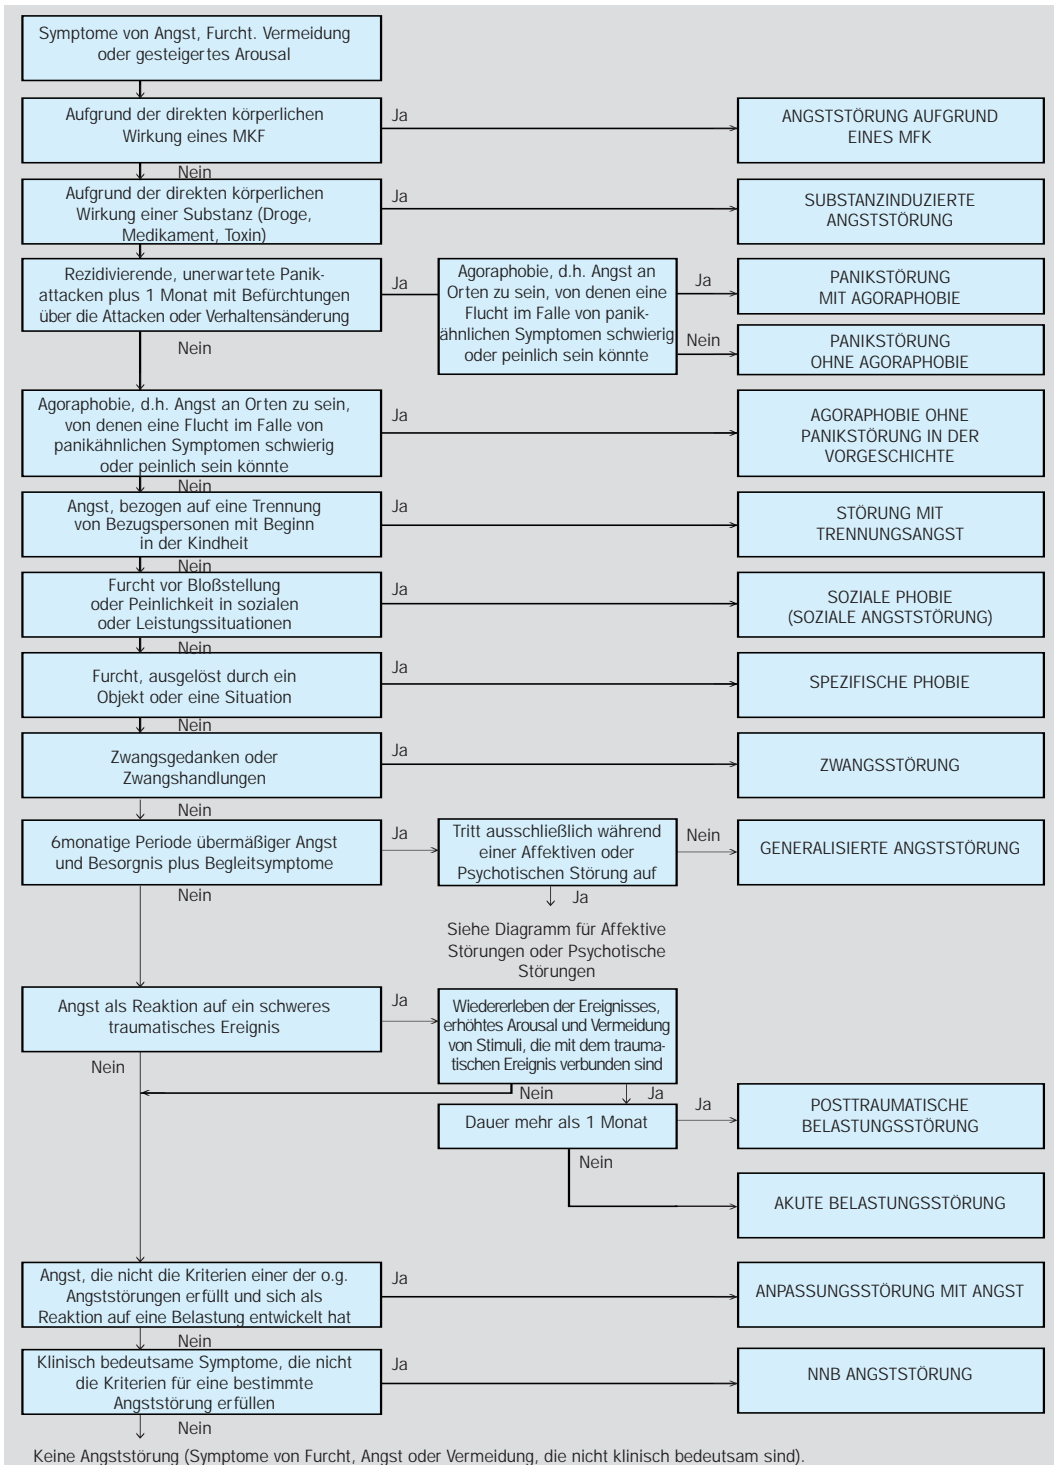 Symptome von Angst, Furcht. Vermeidung
oder gesteigertes Arousal
Aufgrund der direkten körperlichen
Wirkung eines MKF
Ja
ANGSTSTÖRUNG AUFGRUND
EINES MFK
Nein
Aufgrund der direkten körperlichen
Wirkung einer Substanz (Droge,
Medikament, Toxin)
Ja
SUBSTANZINDUZIERTE
ANGSTSTÖRUNG
Rezidivierende, unerwartete Panik-
attacken plus 1 Monat mit Befürchtungen
über die Attacken oder Verhaltensänderung
Ja
Agoraphobie, d.h. Angst an
Orten zu sein, von denen eine
Flucht im Falle von panik-
ähnlichen Symptomen schwierig
oder peinlich sein könnte
Ja
PANIKSTÖRUNG
MIT AGORAPHOBIE
Nein
PANIKSTÖRUNG
OHNE AGORAPHOBIE
Nein
Agoraphobie, d.h. Angst an Orten zu sein,
von denen eine Flucht im Falle von
panikähnlichen Symptomen schwierig
oder peinlich sein könnte
Ja
AGORAPHOBIE OHNE
PANIKSTÖRUNG IN DER
VORGESCHICHTE
Nein
Angst, bezogen auf eine Trennung
von Bezugspersonen mit Beginn
in der Kindheit
Ja
STÖRUNG MIT
TRENNUNGSANGST
Nein
Furcht vor Bloßstellung
oder Peinlichkeit in sozialen
oder Leistungssituationen
Ja
SOZIALE PHOBIE
(SOZIALE ANGSTSTÖRUNG)
Nein
Furcht, ausgelöst durch ein
Objekt oder eine Situation
Ja
SPEZIFISCHE PHOBIE
Nein
Zwangsgedanken oder
Zwangshandlungen
Ja
ZWANGSSTÖRUNG
Nein
6monatige Periode übermäßiger Angst
und Besorgnis plus Begleitsymptome
Ja
Tritt ausschließlich während
einer Affektiven oder
Psychotischen Störung auf
Nein
GENERALISIERTE ANGSTSTÖRUNG
Nein
Ja
Siehe Diagramm für Affektive
Störungen oder Psychotische
Störungen
Angst als Reaktion auf ein schweres
traumatisches Ereignis
Ja
Wiedererleben der Ereignisses,
erhöhtes Arousal und Vermeidung
von Stimuli, die mit dem trauma-
tischen Ereignis verbunden sind
Nein
Nein
Ja
Dauer mehr als 1 Monat
Ja
POSTTRAUMATISCHE
BELASTUNGSSTÖRUNG
Nein
AKUTE BELASTUNGSSTÖRUNG
Angst, die nicht die Kriterien einer der o.g.
Angststörungen erfüllt und sich als
Reaktion auf eine Belastung entwickelt hat
Ja
ANPASSUNGSSTÖRUNG MIT ANGST
Nein
Klinisch bedeutsame Symptome, die nicht
die Kriterien für eine bestimmte
Angststörung erfüllen
Ja
NNB ANGSTSTÖRUNG
Nein
Keine Angststörung (Symptome von Furcht, Angst oder Vermeidung, die nicht klinisch bedeutsam sind).